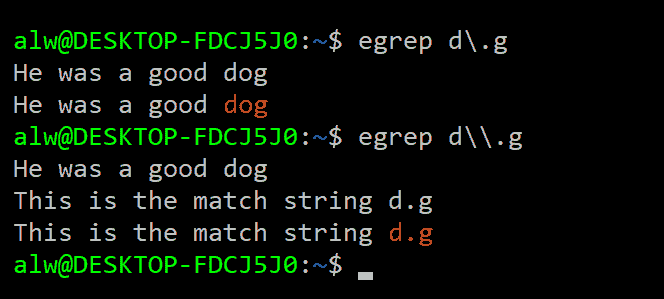 alw@DESKTOP-FDCJ5J0:~$ egrep d\.g
He was a good dog
He was a good dog
alw@DESKTOP-FDCJ5J0:~$ egrep d\\.g
He was a good dog
This is the match string d.g
This is the match string d.g
alw@DESKTOP-FDCJ5J0:~$